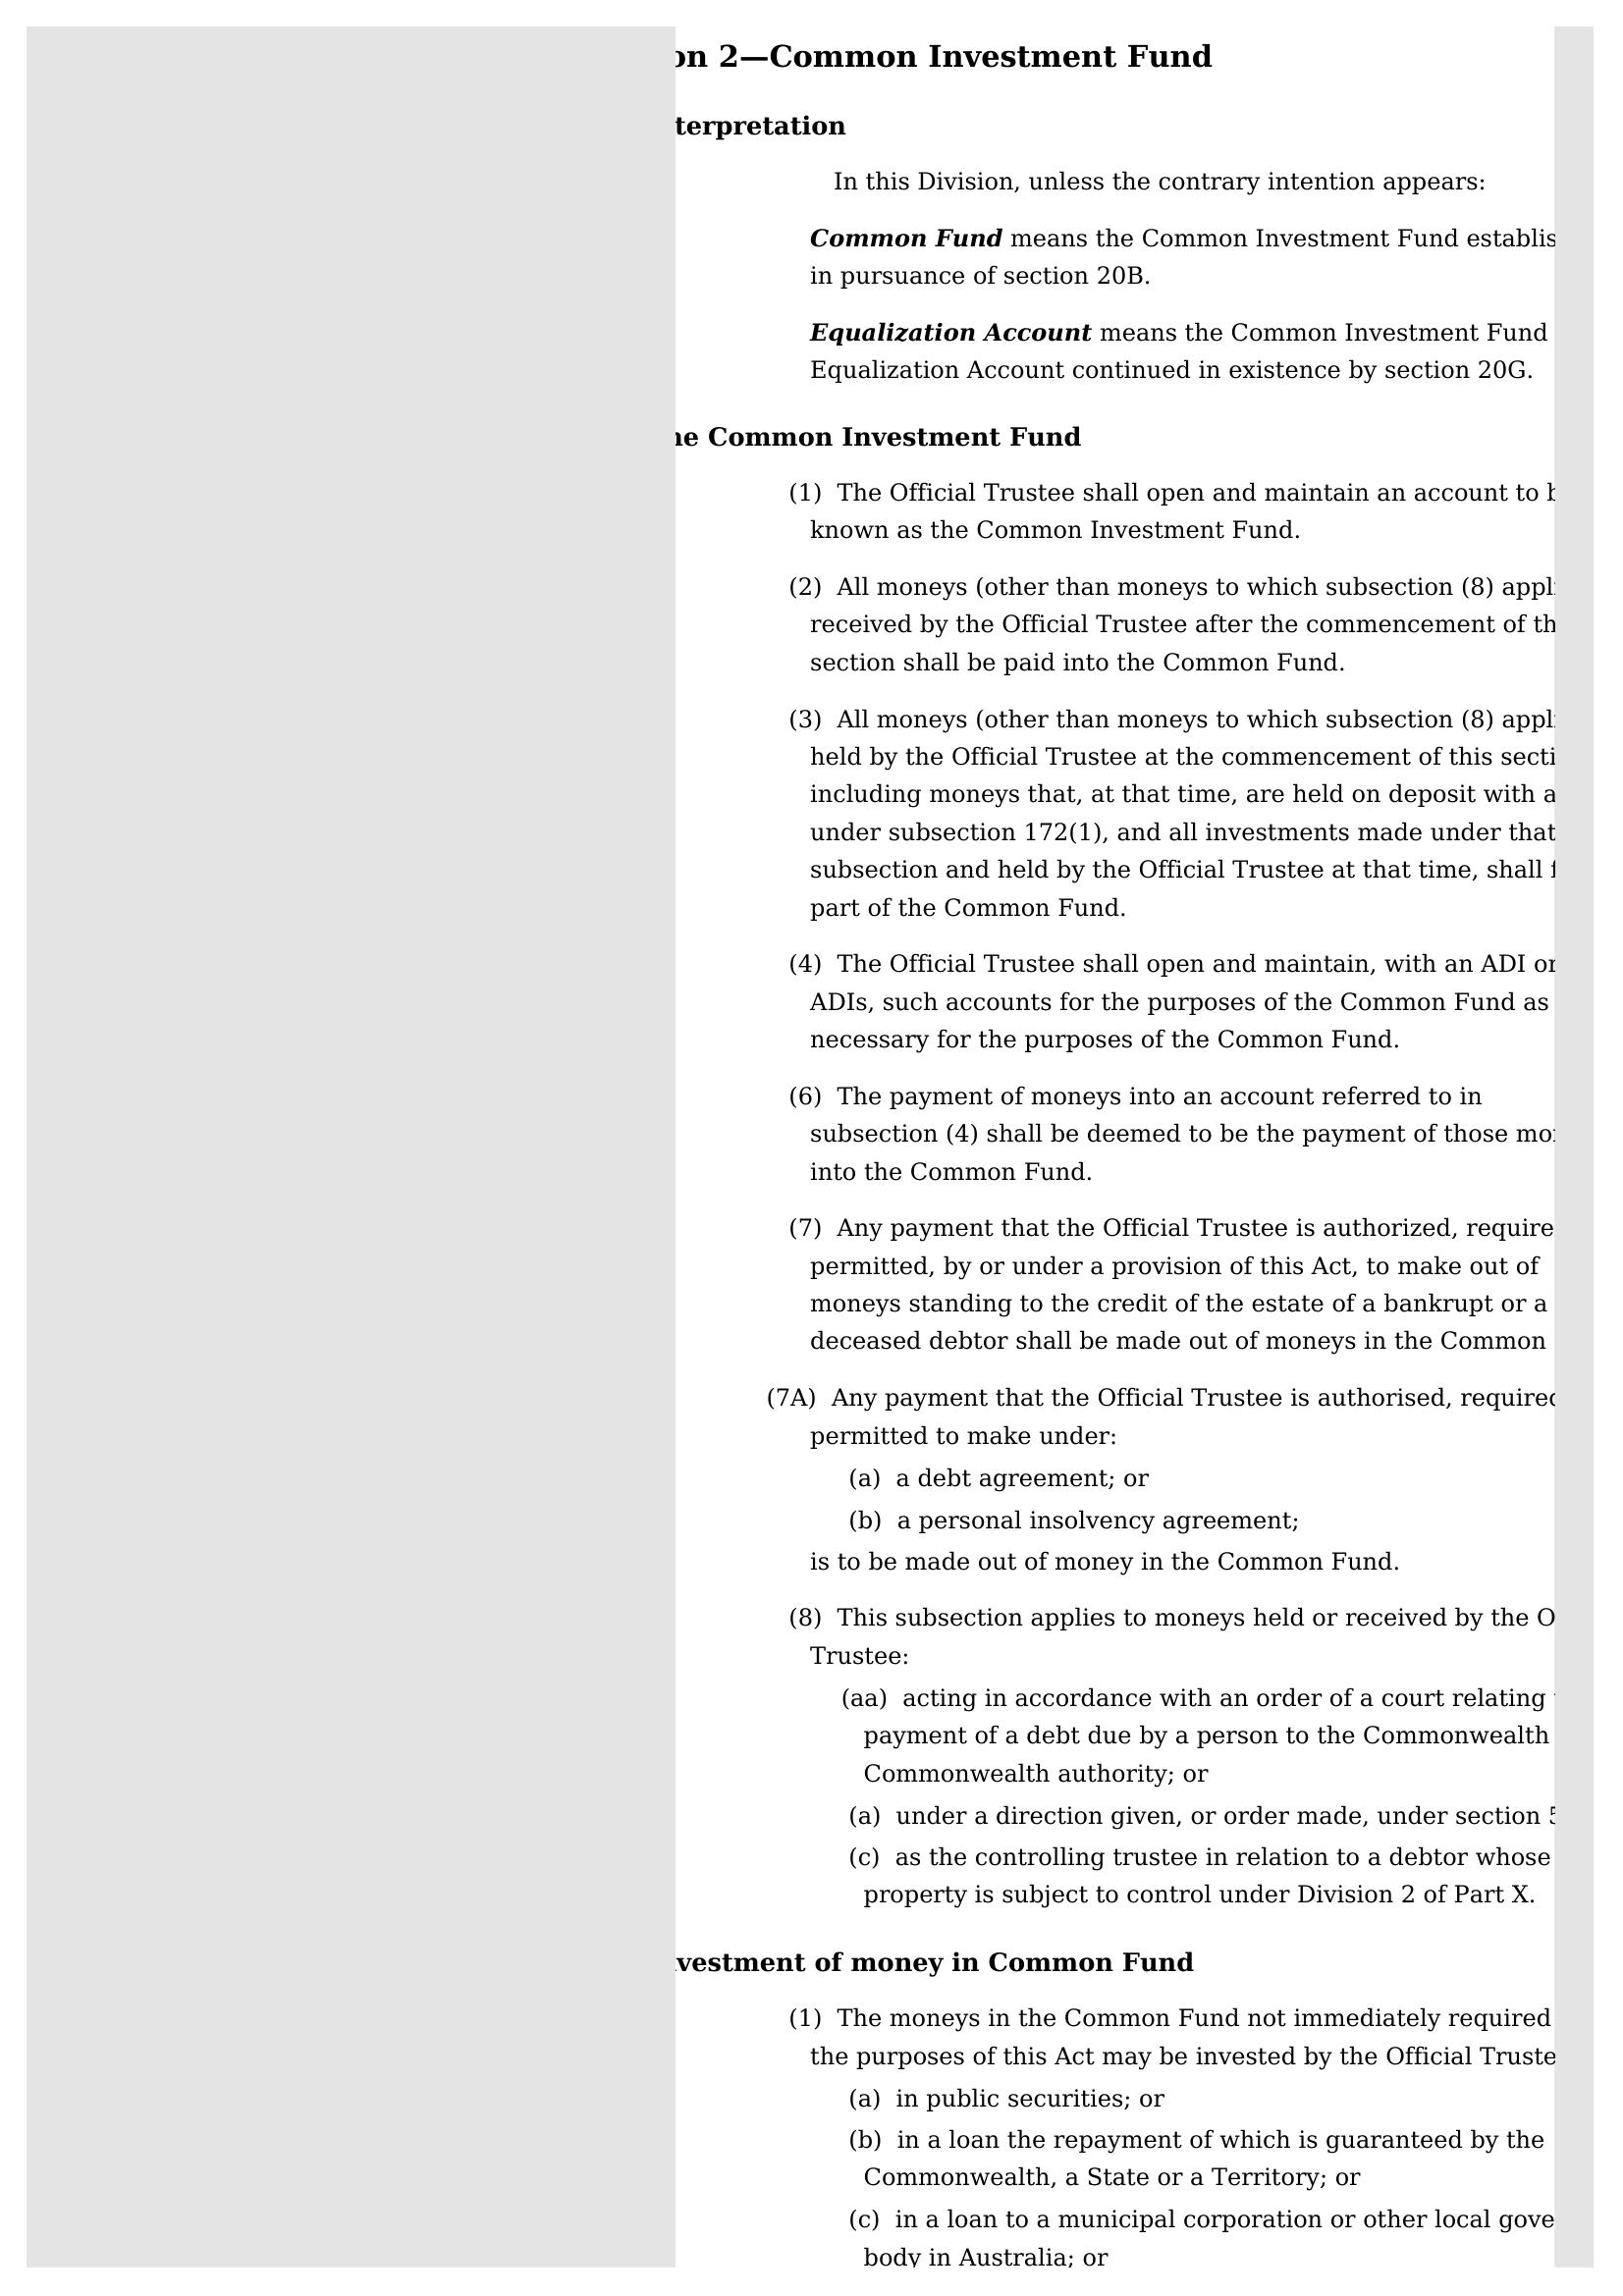 on 2—Common Investment Fund
terpretation
In this Division, unless the contrary intention appears:
Common Fund means the Common Investment Fund establis
in pursuance of section 20B.
Equalization Account means the Common Investment Fund
Equalization Account continued in existence by section 20G.
he Common Investment Fund
(1) The Official Trustee shall open and maintain an account to b
known as the Common Investment Fund.
(2) All moneys (other than moneys to which subsection (8) appli
received by the Official Trustee after the commencement of th
section shall be paid into the Common Fund.
(3) All moneys (other than moneys to which subsection (8) appli
held by the Official Trustee at the commencement of this secti
including moneys that, at that time, are held on deposit with a
under subsection 172(1), and all investments made under that
subsection and held by the Official Trustee at that time, shall f
part of the Common Fund.
(4) The Official Trustee shall open and maintain, with an ADI or
ADIs, such accounts for the purposes of the Common Fund as
necessary for the purposes of the Common Fund.
(6) The payment of moneys into an account referred to in
subsection (4) shall be deemed to be the payment of those mon
into the Common Fund.
(7) Any payment that the Official Trustee is authorized, require
permitted, by or under a provision of this Act, to make out of
moneys standing to the credit of the estate of a bankrupt or a
deceased debtor shall be made out of moneys in the Common
(7A) Any payment that the Official Trustee is authorised, required
permitted to make under:
(a) a debt agreement; or
(b) a personal insolvency agreement;
is to be made out of money in the Common Fund.
(8) This subsection applies to moneys held or received by the O
Trustee:
(aa) acting in accordance with an order of a court relating
payment of a debt due by a person to the Commonwealth
Commonwealth authority; or
(a) under a direction given, or order made, under section 5
(c) as the controlling trustee in relation to a debtor whose
property is subject to control under Division 2 of Part X.
vestment of money in Common Fund
(1) The moneys in the Common Fund not immediately required
the purposes of this Act may be invested by the Official Truste
(a) in public securities; or
(b) in a loan the repayment of which is guaranteed by the
Commonwealth, a State or a Territory; or
(c) in a loan to a municipal corporation or other local gove
body in Australia; or